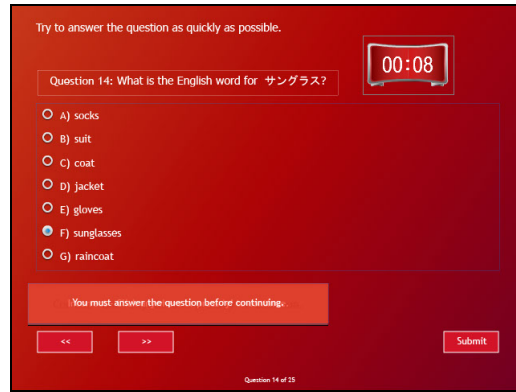 Try to answer the question as quickly as possible.
00:08
Question 14: What is the English word for サングラス?
A) socks
B) suit
C) coat
D) jacket
E) gloves
F) sunglasses
G) raincoat
You must answer the question before continuing.
<<
>>
Submit
Question 14 of 25